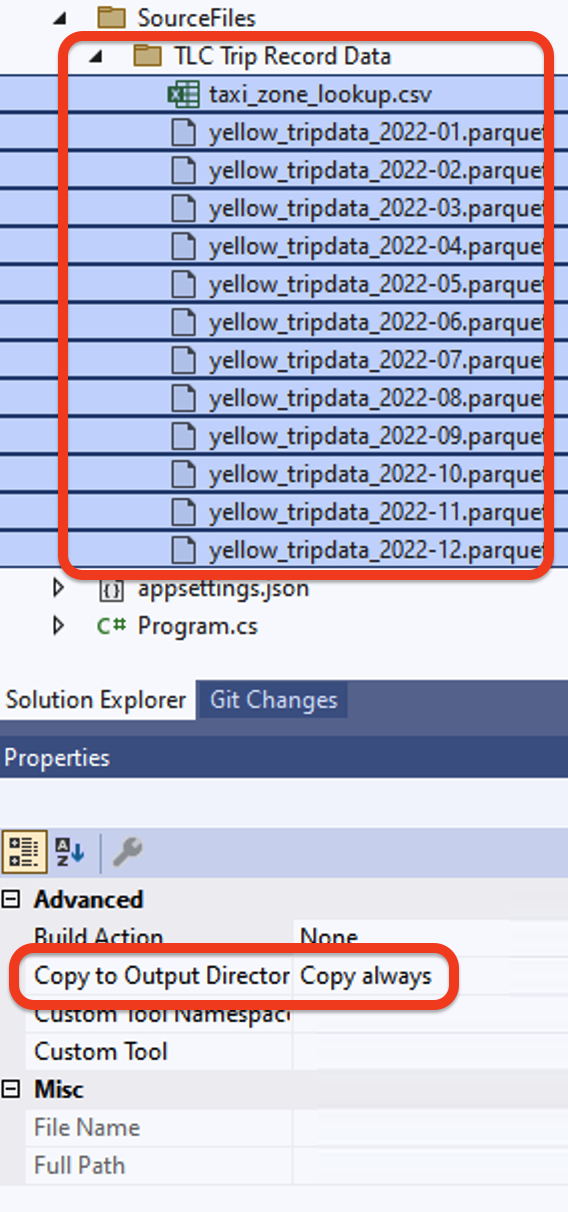 SourceFiles
TLC Trip Record Data
taxi_zone_lookup.csv
yellow_tripdata_2022-01.parquet
yellow_tripdata_2022-02.parquet
yellow_tripdata_2022-03.parquet
yellow_tripdata_2022-04.parquet
yellow_tripdata_2022-05.parquet
yellow_tripdata_2022-06.parquet
yellow_tripdata_2022-07.parquet
yellow_tripdata_2022-08.parquet
yellow_tripdata_2022-09.parquet
yellow_tripdata_2022-10.parquet
yellow_tripdata_2022-11.parquet
yellow_tripdata_2022-12.parquet
appsettings.json
C# Program.cs
Solution Explorer Git Changes
Properties
Advanced
Build Action None
Copy to Output Director Copy always
Custom Tool Namespac
Custom Tool
Misc
File Name
Full Path